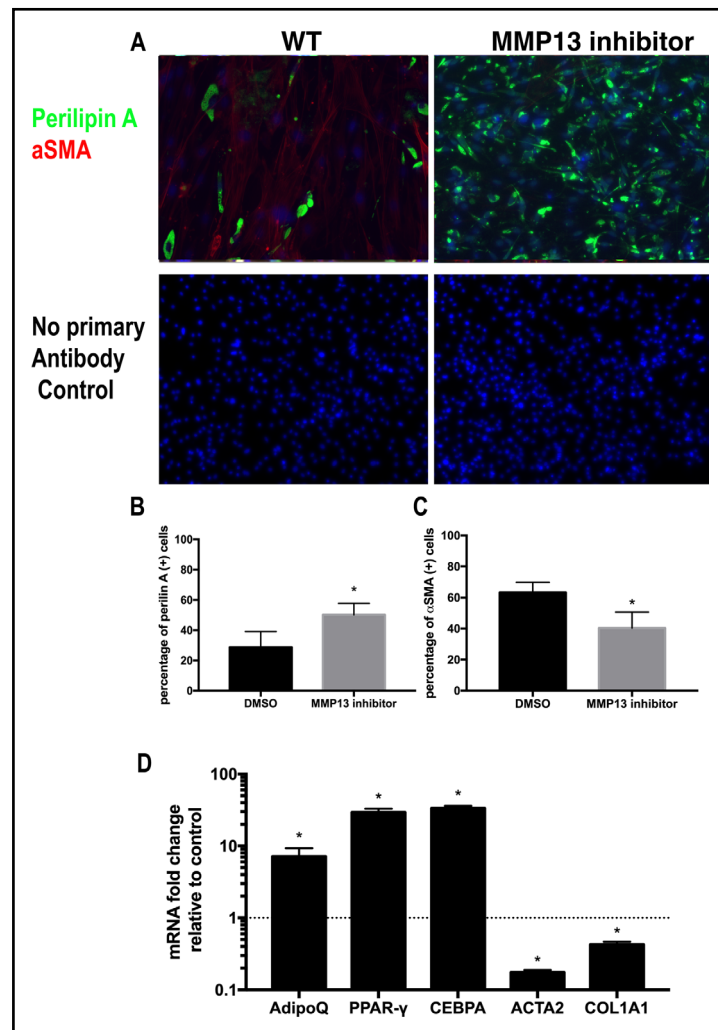 A
WT
MMP13 inhibitor
Perilipin A
aSMA
No primary
Antibody
Control
B
percentage of perilin A (+) cells
100
80
60
40
20
0
*
DMSO
MMP13 inhibitor
C
percentage of αSMA (+) cells
100
80
60
40
20
0
*
DMSO
MMP13 inhibitor
D
mRNA fold change
relative to control
100
10
1
0.1
*
*
*
*
*
AdipoQ
PPAR-γ
CEBPA
ACTA2
COL1A1